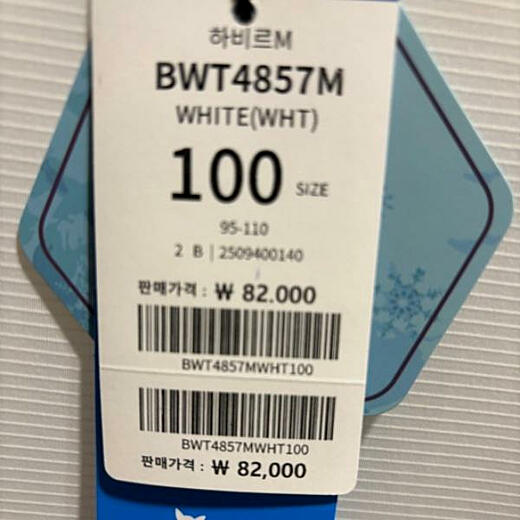 하비르M
BWT4857M
WHITE(WHT)
100 SIZE
95-110
2 B | 2509400140
판매가격 : ₩ 82.000
BWT4857MWHT100
BWT4857MWHT100
판매가격 : ₩ 82,000